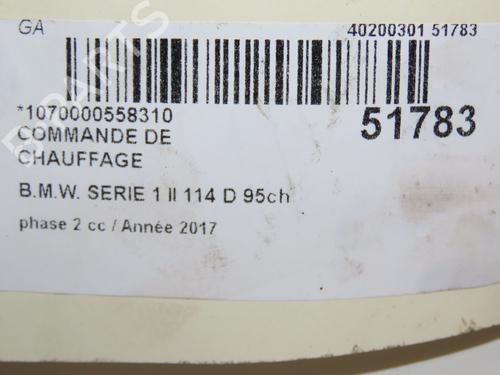 GA
40200301 51783
*1070000558310
51783
COMMANDE DE
CHAUFFAGE
B.M.W. SERIE 1 II 114 D 95ch
phase 2 cc / Année 2017